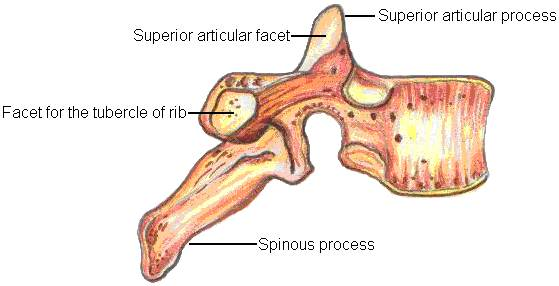 Superior articular process
Superior articular facet
Facet for the tubercle of rib
Spinous process